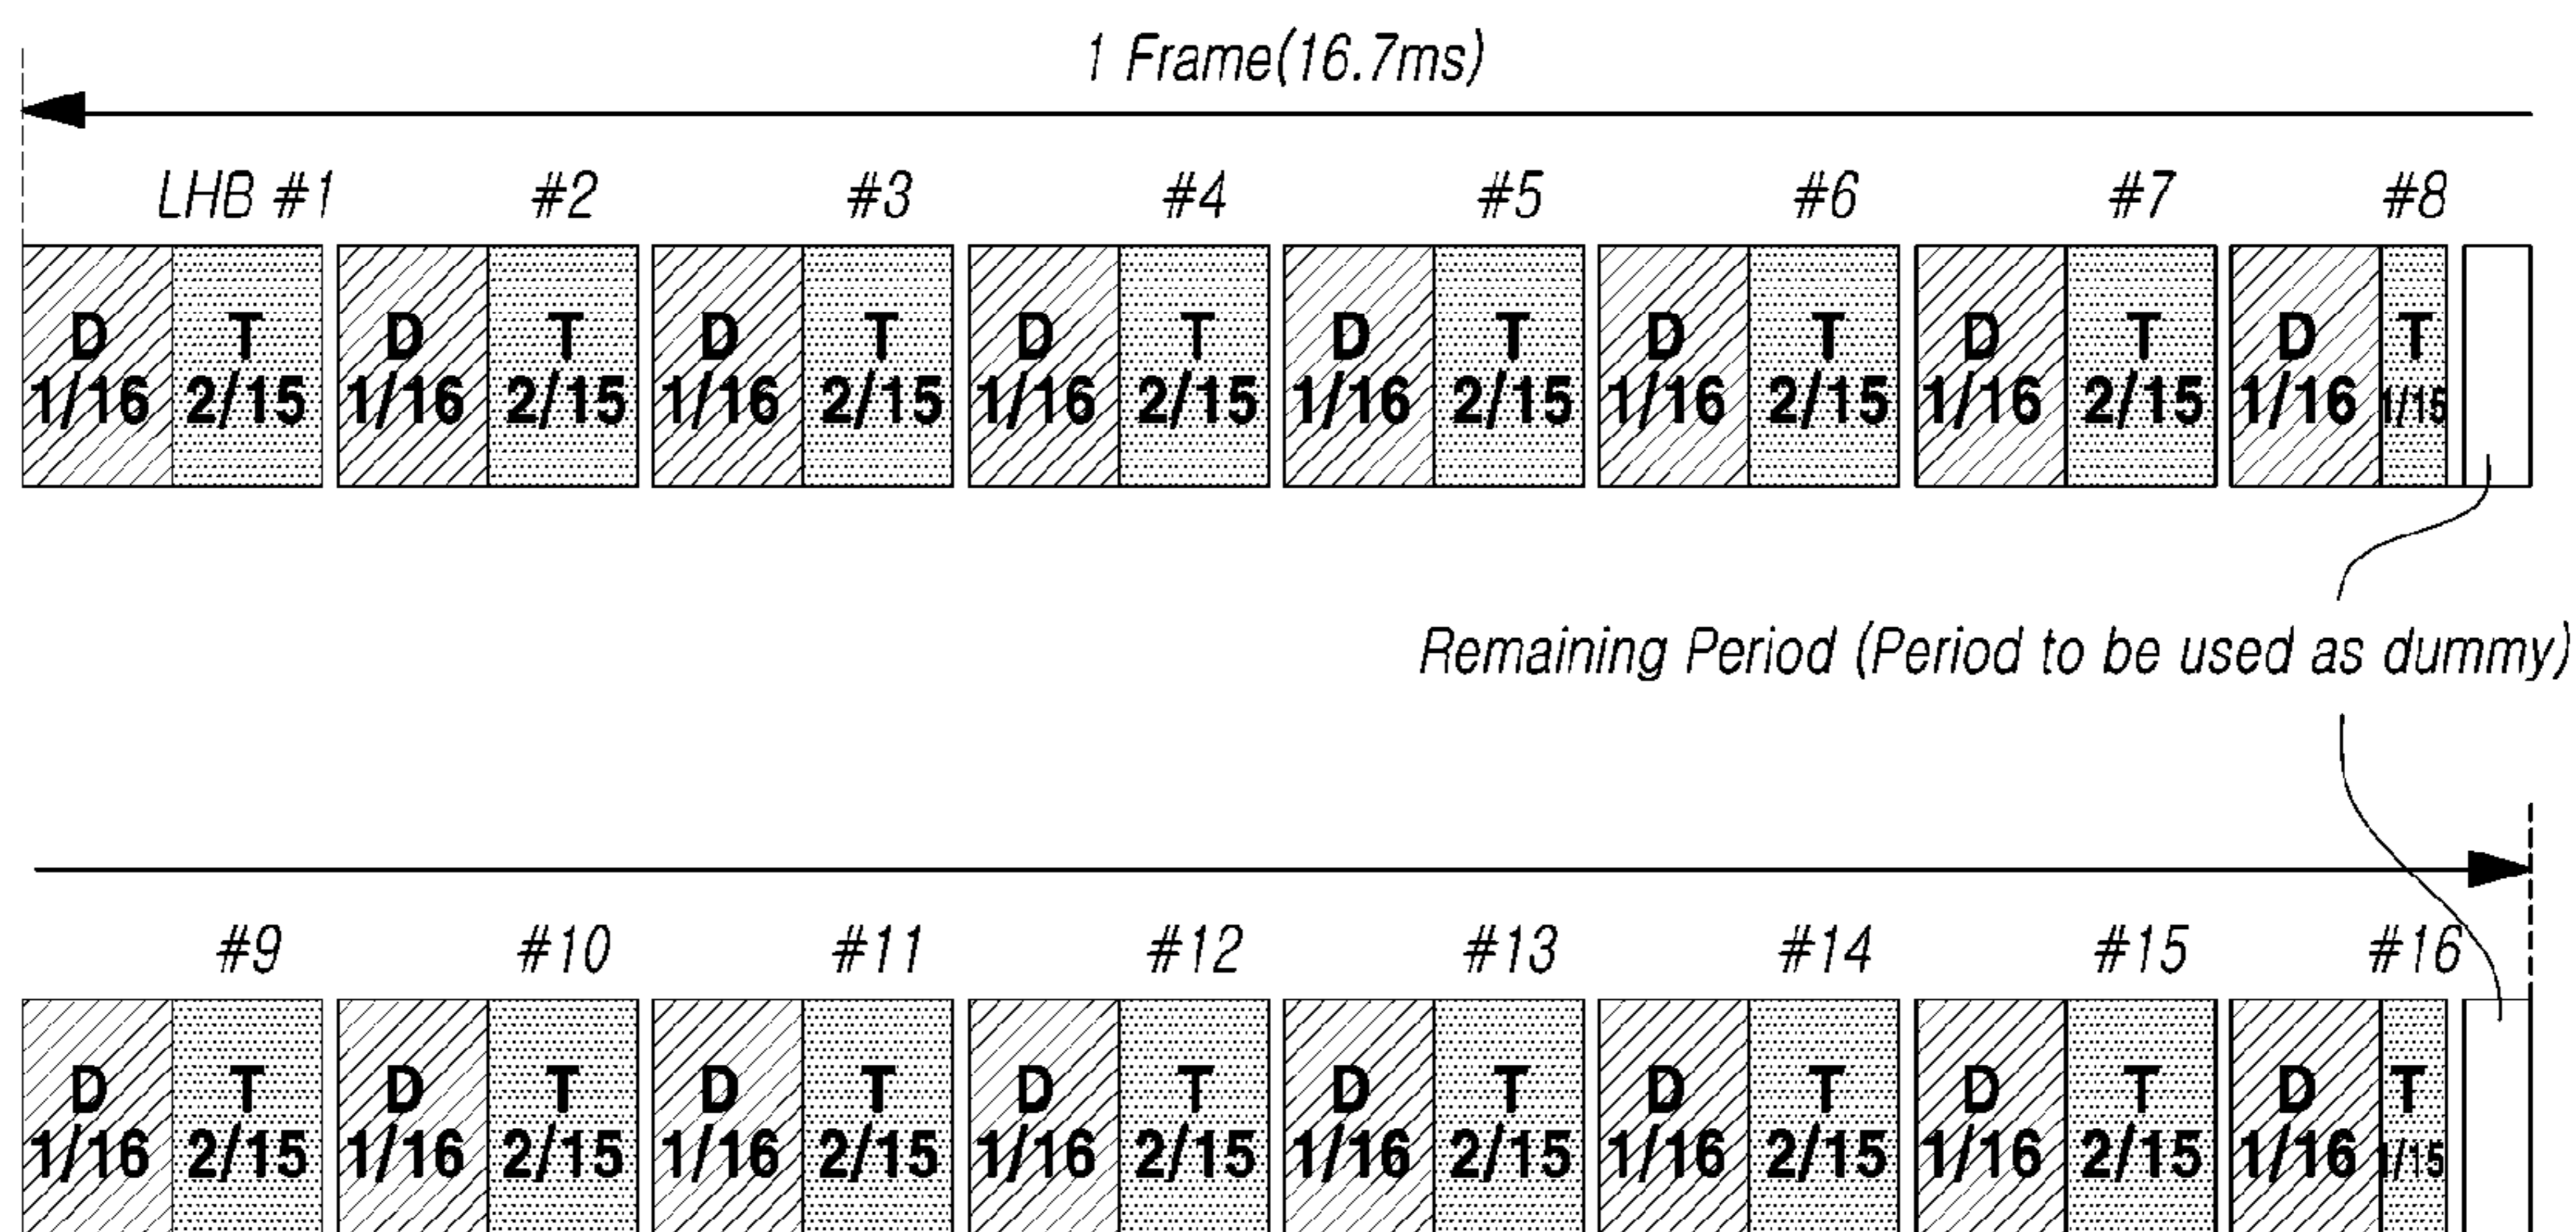 1 Frame(16.7ms)
LHB #1 #2 #3 #4 #5 #6 #7 #8
D T D T D T D T D T D T D T D T
1/16 2/15 1/16 2/15 1/16 2/15 1/16 2/15 1/16 2/15 1/16 2/15 1/16 2/15 1/16 1/15
Remaining Period (Period to be used as dummy)
#9 #10 #11 #12 #13 #14 #15 #16
D T D T D T D T D T D T D T D T
1/16 2/15 1/16 2/15 1/16 2/15 1/16 2/15 1/16 2/15 1/16 2/15 1/16 2/15 1/16 1/15